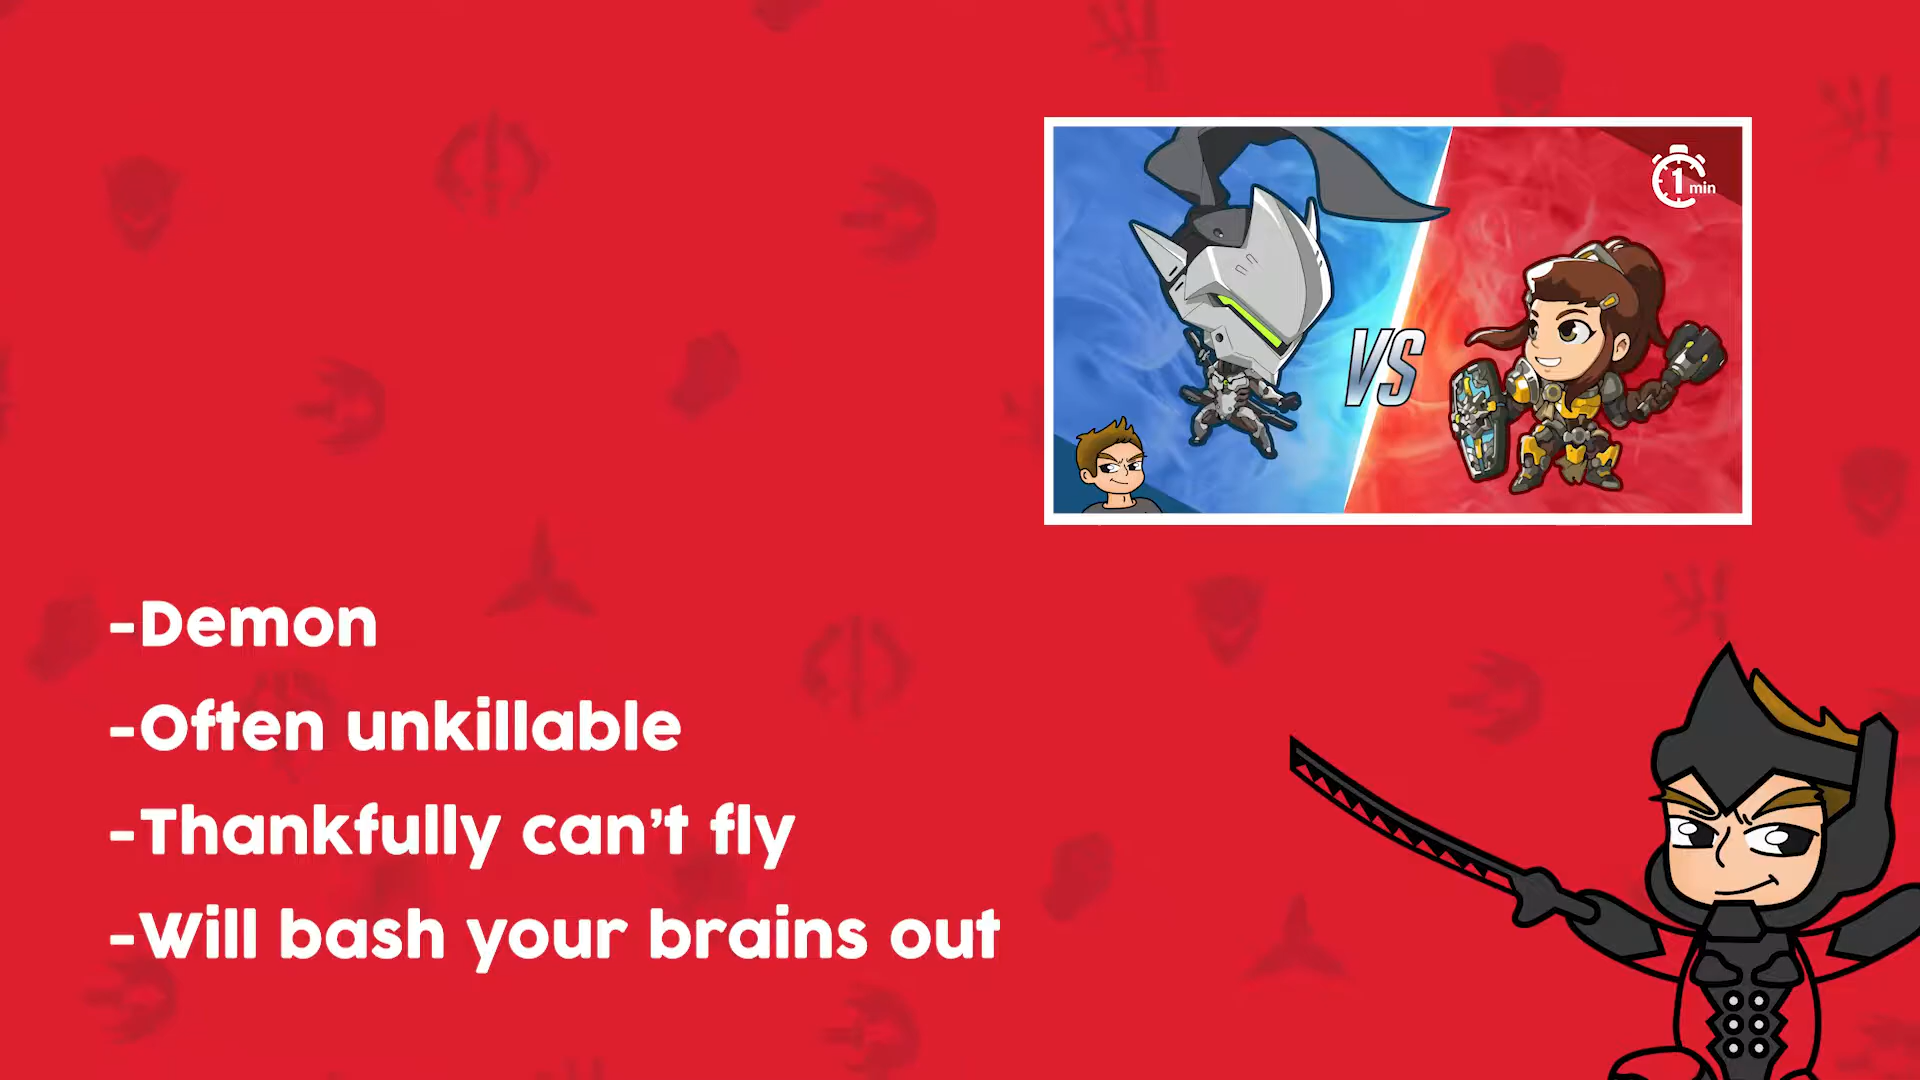 1 min
VS
-Demon
-Often unkillable
-Thankfully can't fly
-Will bash your brains out